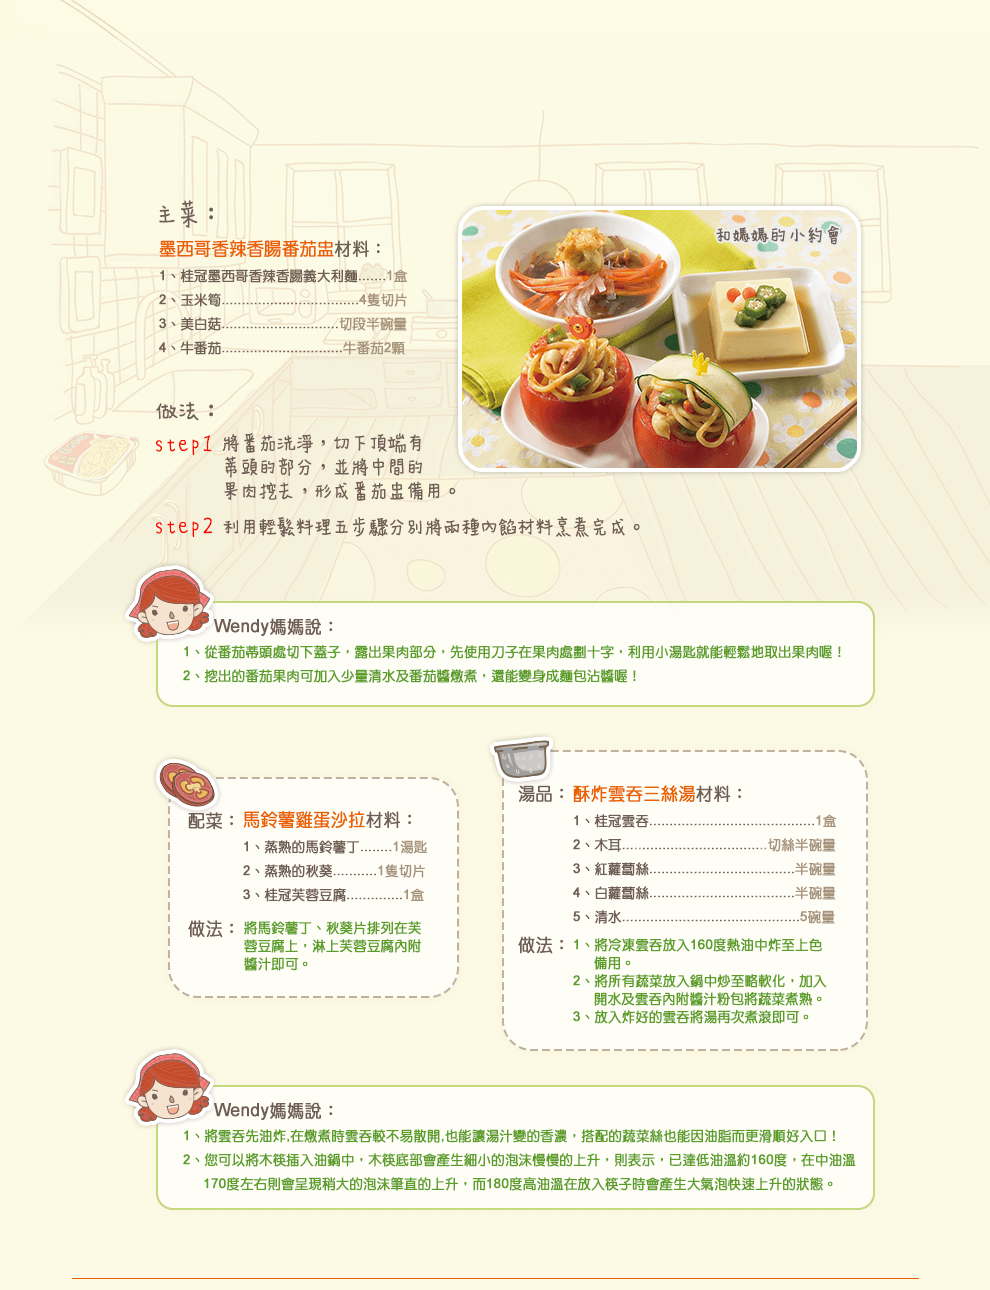 主菜：
和媽媽的小約會
墨西哥香辣香腸番茄盅材料：
1、桂冠墨西哥香辣香腸義大利麵.......1盒
2、玉米筍..................................4隻切片
3、美白菇.............................切段半碗量
4、牛番茄..............................牛番茄2顆
做法：
step1 將番茄洗淨，切下頂端有
蒂頭的部分，並將中間的
果肉挖去，形成番茄盅備用。
step2 利用輕鬆料理五步驟分別將兩種內餡材料烹煮完成。
Wendy媽媽說：
1、從番茄蒂頭處切下蓋子，露出果肉部分，先使用刀子在果肉處劃十字，利用小湯匙就能輕鬆地取出果肉喔！
2、挖出的番茄果肉可加入少量清水及番茄醬燉煮，還能變身成麵包沾醬喔！
配菜：馬鈴薯雞蛋沙拉材料：
1、蒸熟的馬鈴薯丁........1湯匙
2、蒸熟的秋葵...........1隻切片
3、桂冠芙蓉豆腐..............1盒
做法：將馬鈴薯丁、秋葵片排列在芙
蓉豆腐上，淋上芙蓉豆腐內附
醬汁即可。
湯品：酥炸雲吞三絲湯材料：
1、桂冠雲吞.........................................1盒
2、木耳....................................切絲半碗量
3、紅蘿蔔絲....................................半碗量
4、白蘿蔔絲....................................半碗量
5、清水............................................5碗量
做法：1、將冷凍雲吞放入160度熱油中炸至上色
備用。
2、將所有蔬菜放入鍋中炒至略軟化，加入
開水及雲吞內附醬汁粉包將蔬菜煮熟。
3、放入炸好的雲吞將湯再次煮滾即可。
Wendy媽媽說：
1、將雲吞先油炸,在燉煮時雲吞較不易散開,也能讓湯汁變的香濃，搭配的蔬菜絲也能因油脂而更滑順好入口！
2、您可以將木筷插入油鍋中，木筷底部會產生細小的泡沫慢慢的上升，則表示，已達低油溫約160度，在中油溫
170度左右則會呈現稍大的泡沫筆直的上升，而180度高油溫在放入筷子時會產生大氣泡快速上升的狀態。